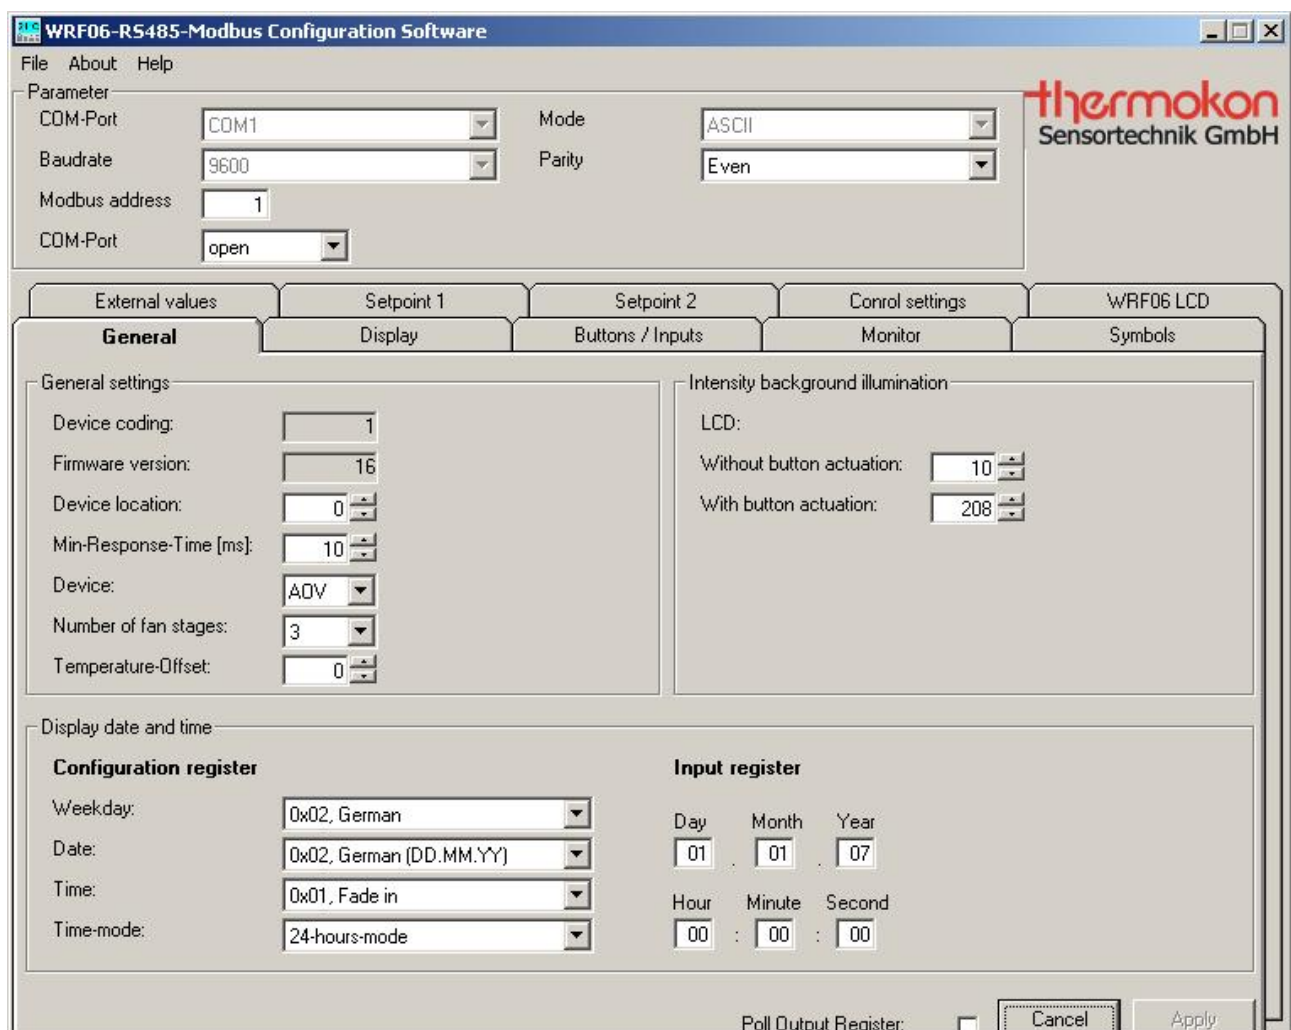 WRF06-RS485-Modbus Configuration Software
File About Help
Parameter
COM-Port COM1 Mode ASCII
Baudrate 9600 Parity Even
Modbus address 1
COM-Port open
thermokon
Sensortechnik GmbH
External values Setpoint 1 Setpoint 2 Conrol settings WRF06 LCD
General Display Buttons / Inputs Monitor Symbols
General settings
Device coding: 1
Firmware version: 16
Device location: 0
Min-Response-Time [ms]: 10
Device: AOV
Number of fan stages: 3
Temperature-Offset: 0
Intensity background illumination
LCD:
Without button actuation: 10
With button actuation: 208
Display date and time
Configuration register
Weekday: 0x02, German
Date: 0x02, German (DD.MM.YY)
Time: 0x01, Fade in
Time-mode: 24-hours-mode
Input register
Day Month Year
01 . 01 . 07
Hour Minute Second
00 : 00 : 00
Poll Output Register: Cancel Apply